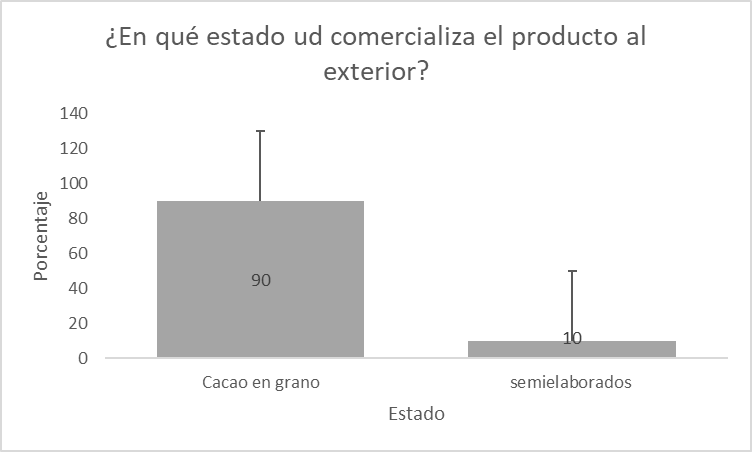 ¿En qué estado ud comercializa el producto al
exterior?
140
120
100
80
60
40
20
0
Porcentaje
90
10
Cacao en grano
semielaborados
Estado